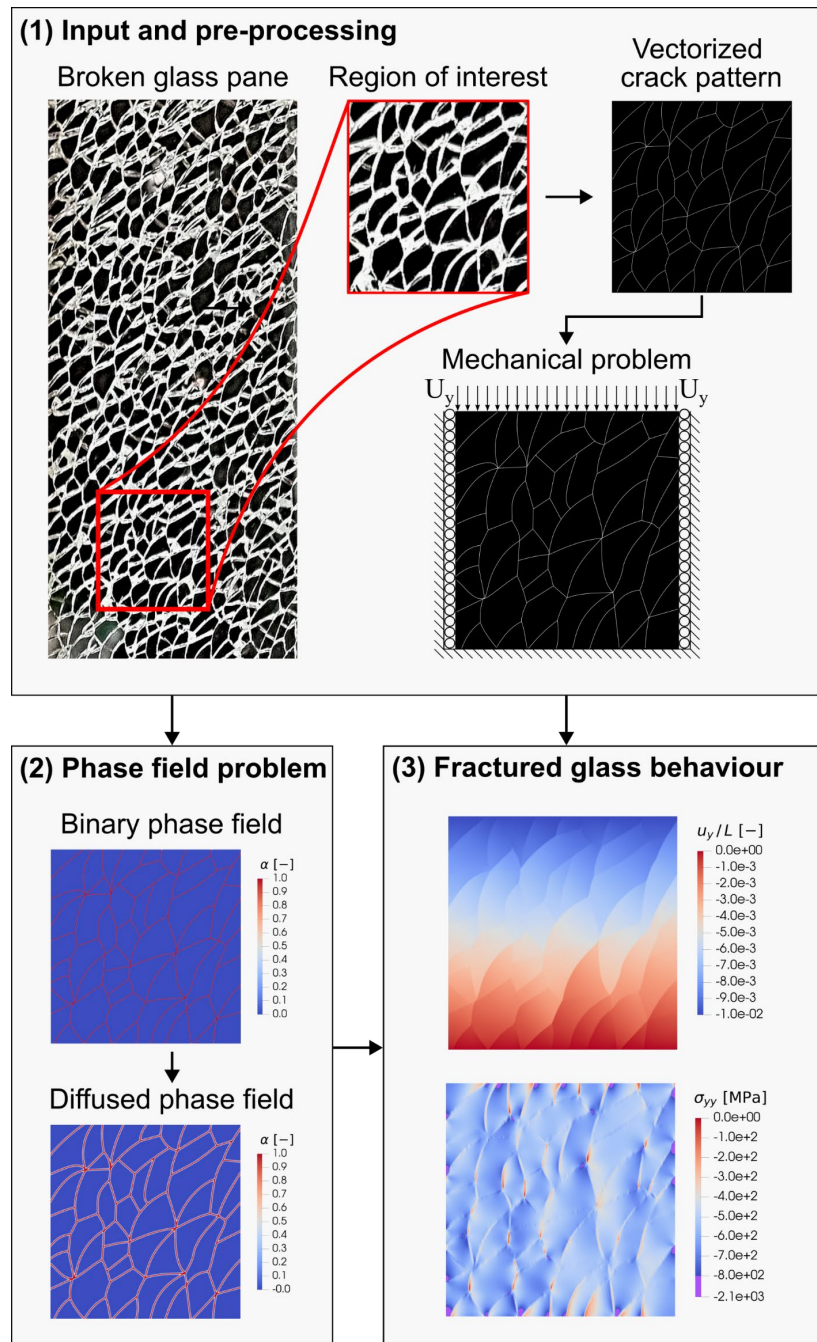 (1) Input and pre-processing
Broken glass pane
Region of interest
Vectorized
crack pattern
Mechanical problem
U_y
U_y
(2) Phase field problem
Binary phase field
α [−]
1.0
0.9
0.8
0.7
0.6
0.5
0.4
0.3
0.2
0.1
0.0
Diffused phase field
α [−]
1.0
0.9
0.8
0.7
0.6
0.5
0.4
0.3
0.2
0.1
-0.0
(3) Fractured glass behaviour
u_y/L [−]
0.0e+00
-1.0e-3
-2.0e-3
-3.0e-3
-4.0e-3
-5.0e-3
-6.0e-3
-7.0e-3
-8.0e-3
-9.0e-3
-1.0e-02
σ_yy [MPa]
0.0e+00
-1.0e+2
-2.0e+2
-3.0e+2
-4.0e+2
-5.0e+2
-6.0e+2
-7.0e+2
-8.0e+02
-2.1e+03